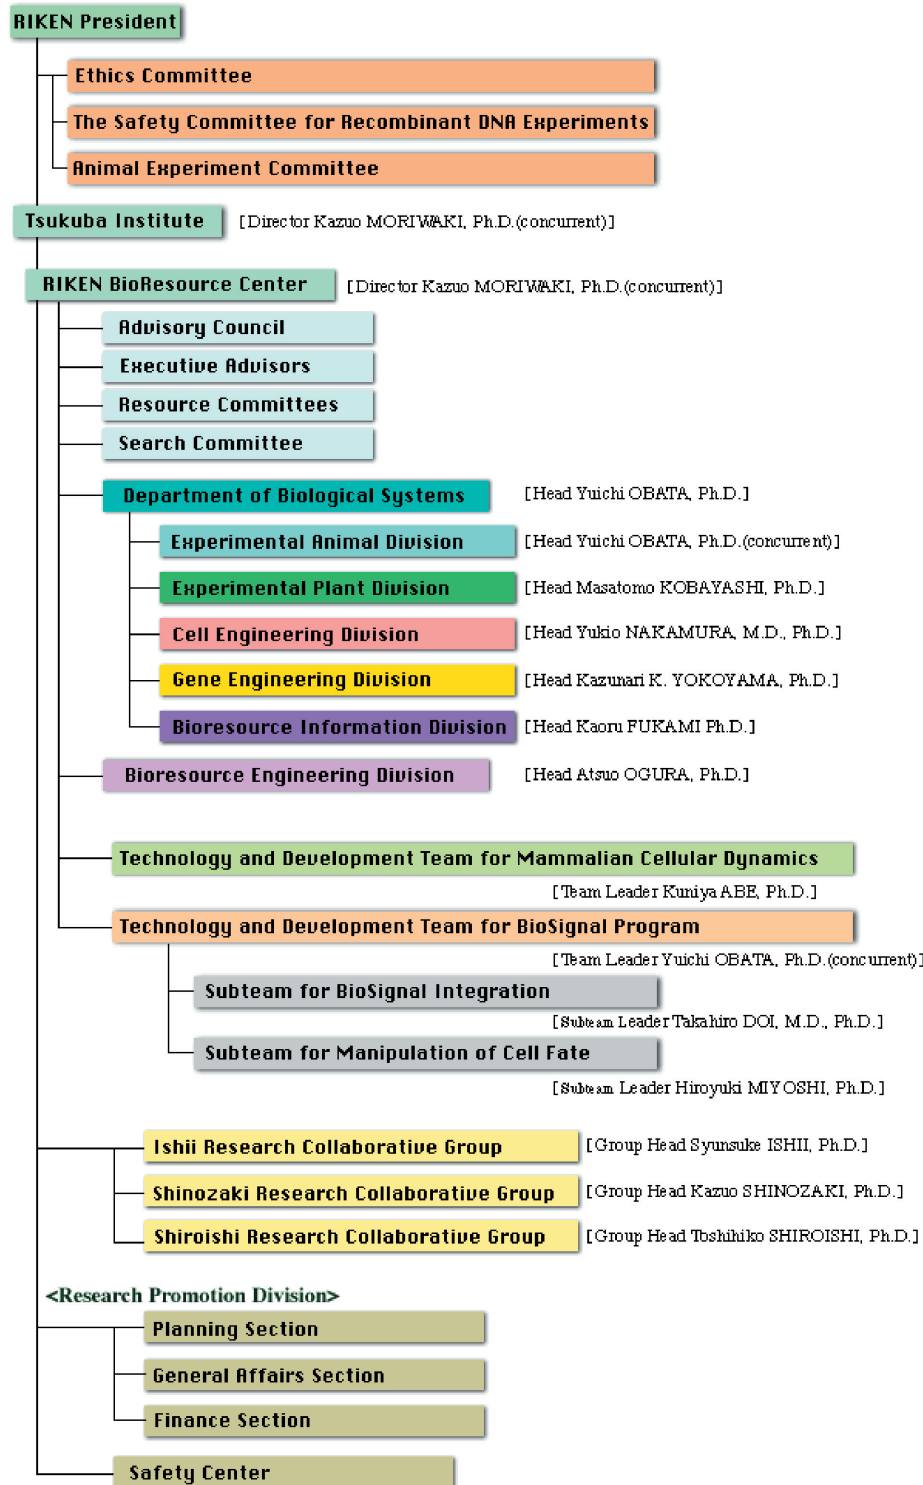 RIKEN President
Ethics Committee
The Safety Committee for Recombinant DNA Experiments
Animal Experiment Committee
Tsukuba Institute [Director Kazuo MORIWAKI, Ph.D.(concurrent)]
RIKEN BioResource Center [Director Kazuo MORIWAKI, Ph.D.(concurrent)]
Advisory Council
Executive Advisors
Resource Committees
Search Committee
Department of Biological Systems [Head Yuichi OBATA, Ph.D.]
Experimental Animal Division [Head Yuichi OBATA, Ph.D.(concurrent)]
Experimental Plant Division [Head Masatomo KOBAYASHI, Ph.D.]
Cell Engineering Division [Head Yukio NAKAMURA, M.D., Ph.D.]
Gene Engineering Division [Head Kazunari K. YOKOYAMA, Ph.D.]
Bioresource Information Division [Head Kaoru FUKAMI Ph.D.]
Bioresource Engineering Division [Head Atsuo OGURA, Ph.D.]
Technology and Development Team for Mammalian Cellular Dynamics
[Team Leader Kuniya ABE, Ph.D.]
Technology and Development Team for BioSignal Program
[Team Leader Yuichi OBATA, Ph.D.(concurrent)]
Subteam for BioSignal Integration
[Subteam Leader Takahiro DOI, M.D., Ph.D.]
Subteam for Manipulation of Cell Fate
[Subteam Leader Hiroyuki MIYOSHI, Ph.D.]
Ishii Research Collaborative Group [Group Head Syunsuke ISHII, Ph.D.]
Shinozaki Research Collaborative Group [Group Head Kazuo SHINOZAKI, Ph.D.]
Shiroishi Research Collaborative Group [Group Head Toshihiko SHIROISHI, Ph.D.]
<Research Promotion Division>
Planning Section
General Affairs Section
Finance Section
Safety Center